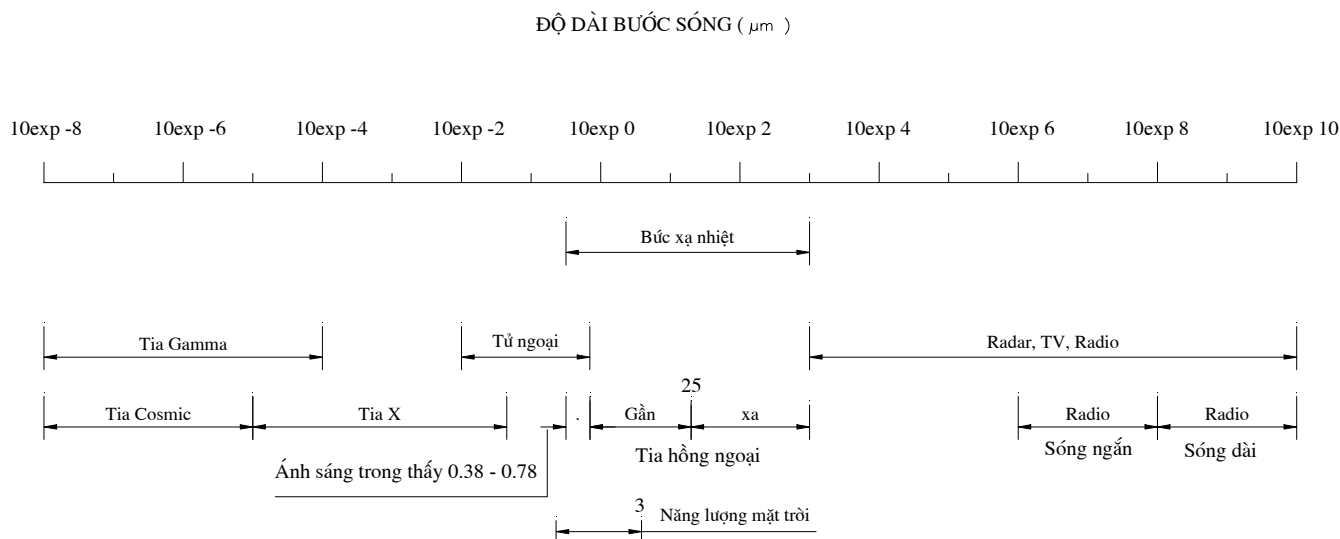 ĐỘ DÀI BƯỚC SÓNG ( μm )
10exp -8 10exp -6 10exp -4 10exp -2 10exp 0 10exp 2 10exp 4 10exp 6 10exp 8 10exp 10
Bức xạ nhiệt
Tia Gamma Tử ngoại Radar, TV, Radio
25
Tia Cosmic Tia X . Gần xa Radio Radio
Tia hồng ngoại Sóng ngắn Sóng dài
Ánh sáng trong thấy 0.38 - 0.78
3 Năng lượng mặt trời